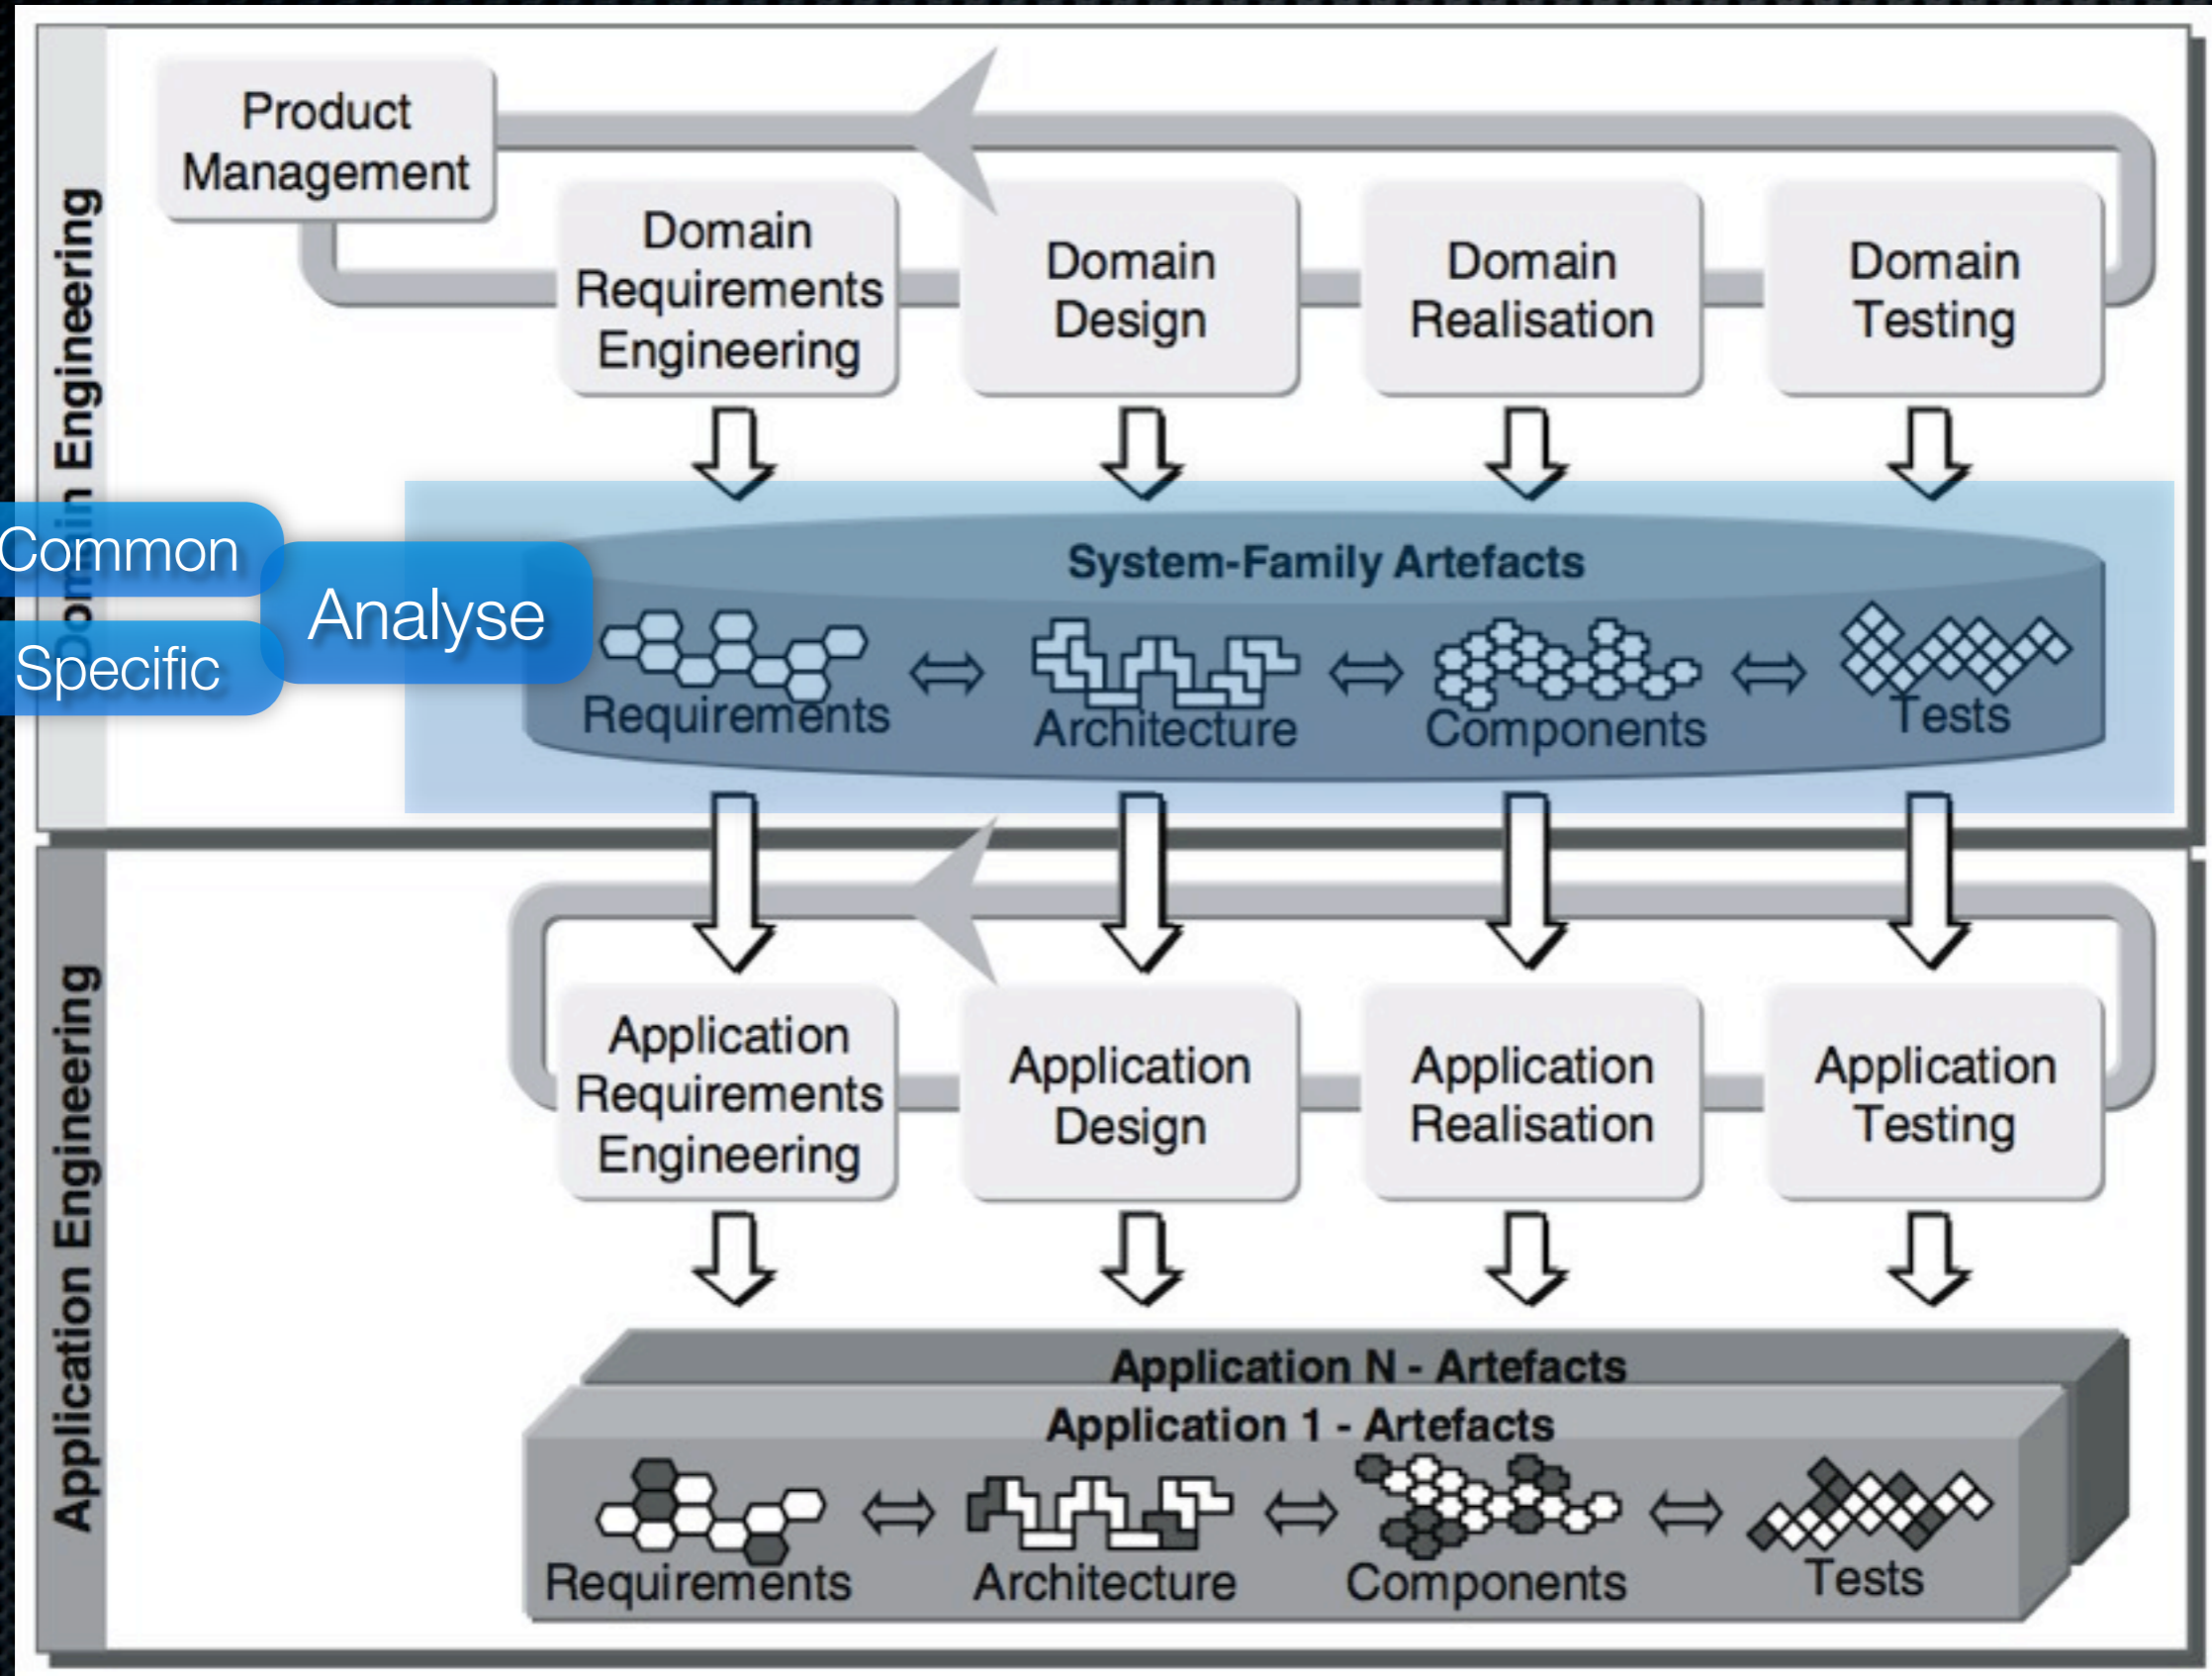 Product
Management
Domain
Requirements
Engineering
Domain
Design
Domain
Realisation
Domain
Testing
Domain Engineering
Common
Specific
Analyse
System-Family Artefacts
Requirements
Architecture
Components
Tests
Application Engineering
Application
Requirements
Engineering
Application
Design
Application
Realisation
Application
Testing
Application N - Artefacts
Application 1 - Artefacts
Requirements
Architecture
Components
Tests